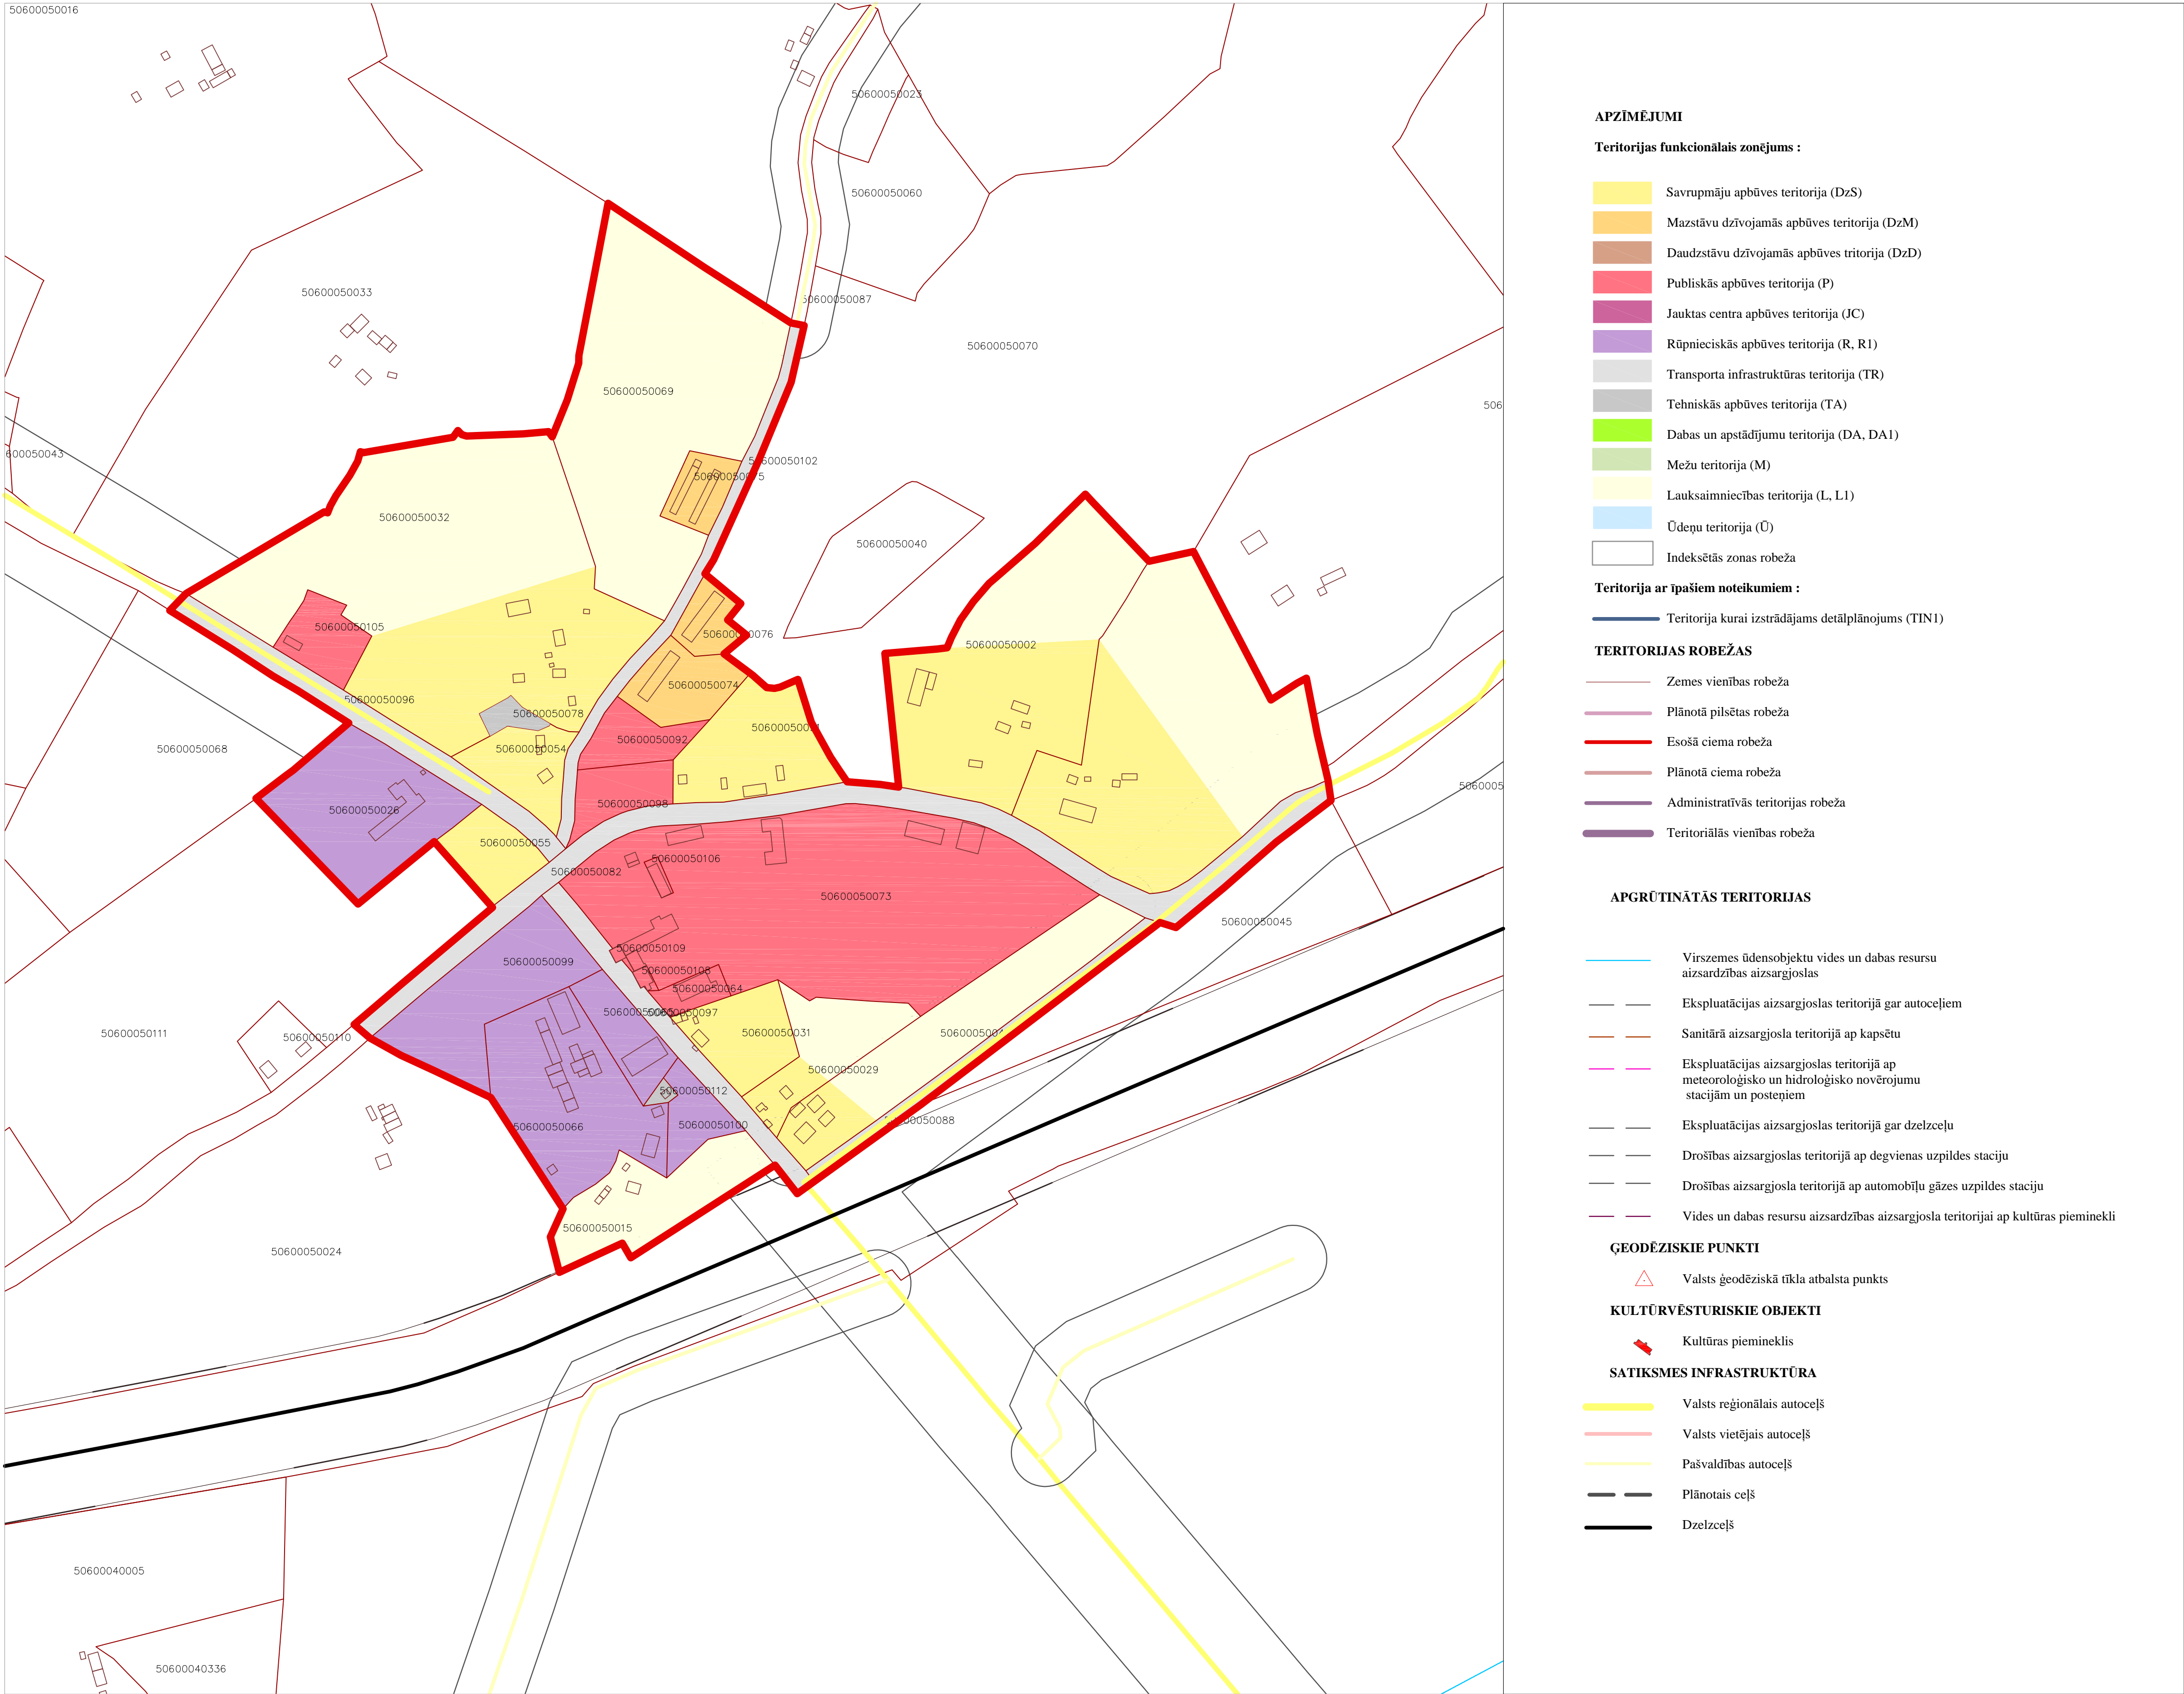 50600050016
50600050023
50600050060
50600050033
50600050087
50600050070
50600050069
600050043
50600050102
50600050032
50600050040
50600050105
50600050002
50600050074
50600050096
50600050078
50600050092
50600050068
50600050054
50600050026
50600050098
50600050055
50600050106
50600050082
50600050073
50600050045
50600050109
50600050099
50600050108
50600050064
50600050097
50600050111
50600050110
50600050031
50600050029
50600050112
50600050066
50600050100
50600050015
50600050024
50600040005
50600040336
APZĪMĒJUMI
Teritorijas funkcionālais zonējums :
Savrupmāju apbūves teritorija (DzS)
Mazstāvu dzīvojamās apbūves teritorija (DzM)
Daudzstāvu dzīvojamās apbūves tritorija (DzD)
Publiskās apbūves teritorija (P)
Jauktas centra apbūves teritorija (JC)
Rūpnieciskās apbūves teritorija (R, R1)
Transporta infrastruktūras teritorija (TR)
Tehniskās apbūves teritorija (TA)
Dabas un apstādījumu teritorija (DA, DA1)
Mežu teritorija (M)
Lauksaimniecības teritorija (L, L1)
Ūdeņu teritorija (Ū)
Indeksētās zonas robeža
Teritorija ar īpašiem noteikumiem :
Teritorija kurai izstrādājams detālplānojums (TIN1)
TERITORIJAS ROBEŽAS
Zemes vienības robeža
Plānotā pilsētas robeža
Esošā ciema robeža
Plānotā ciema robeža
Administratīvās teritorijas robeža
Teritoriālās vienības robeža
APGRŪTINĀTĀS TERITORIJAS
Virszemes ūdensobjektu vides un dabas resursu
aizsardzības aizsargjoslas
Ekspluatācijas aizsargjoslas teritorijā gar autoceļiem
Sanitārā aizsargjosla teritorijā ap kapsētu
Ekspluatācijas aizsargjoslas teritorijā ap
meteoroloģisko un hidroloģisko novērojumu
stacijām un posteņiem
Ekspluatācijas aizsargjoslas teritorijā gar dzelzceļu
Drošības aizsargjoslas teritorijā ap degvienas uzpildes staciju
Drošības aizsargjosla teritorijā ap automobīļu gāzes uzpildes staciju
Vides un dabas resursu aizsardzības aizsargjosla teritorijai ap kultūras pieminekli
ĢEODĒZISKIE PUNKTI
Valsts ģeodēziskā tīkla atbalsta punkts
KULTŪRVĒSTURISKIE OBJEKTI
Kultūras piemineklis
SATIKSMES INFRASTRUKTŪRA
Valsts reģionālais autoceļš
Valsts vietējais autoceļš
Pašvaldības autoceļš
Plānotais ceļš
Dzelzceļš